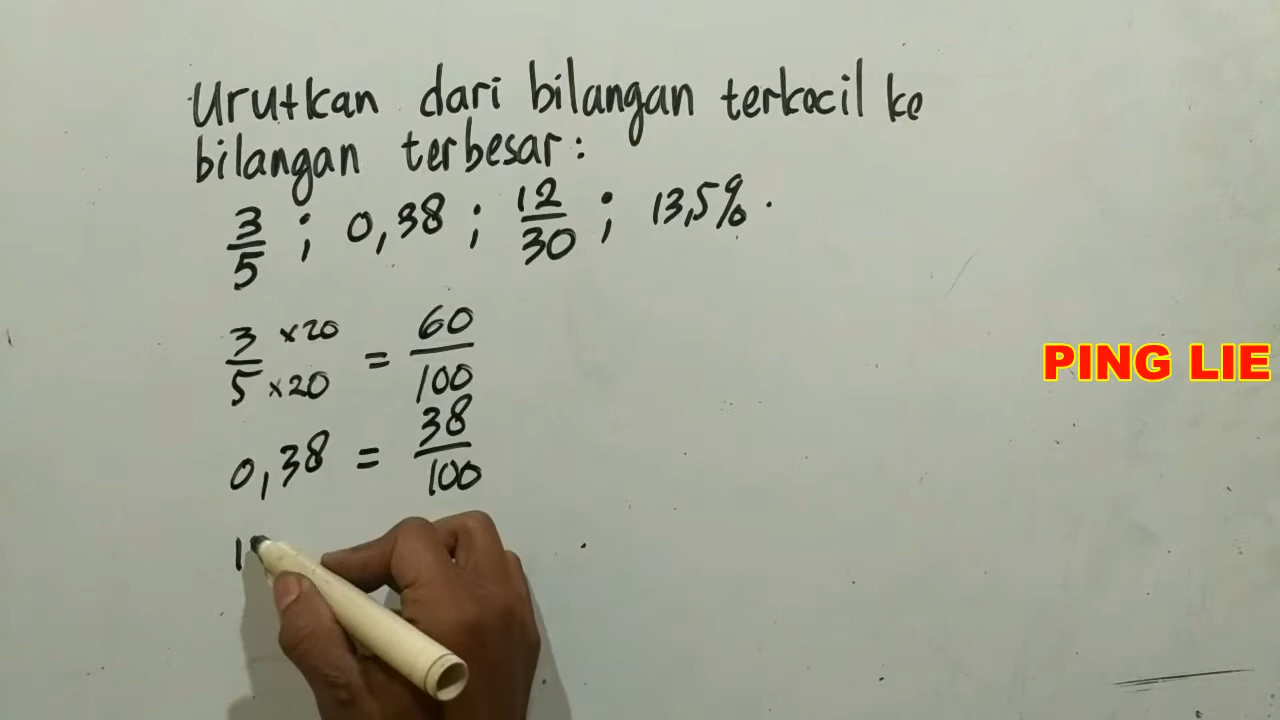 Urutkan dari bilangan terkecil ke
bilangan terbesar:
3/5 ; 0,38 ; 12/30 ; 13,5%.
3/5 ×20 ×20 = 60/100
0,38 = 38/100
1
PING LIE